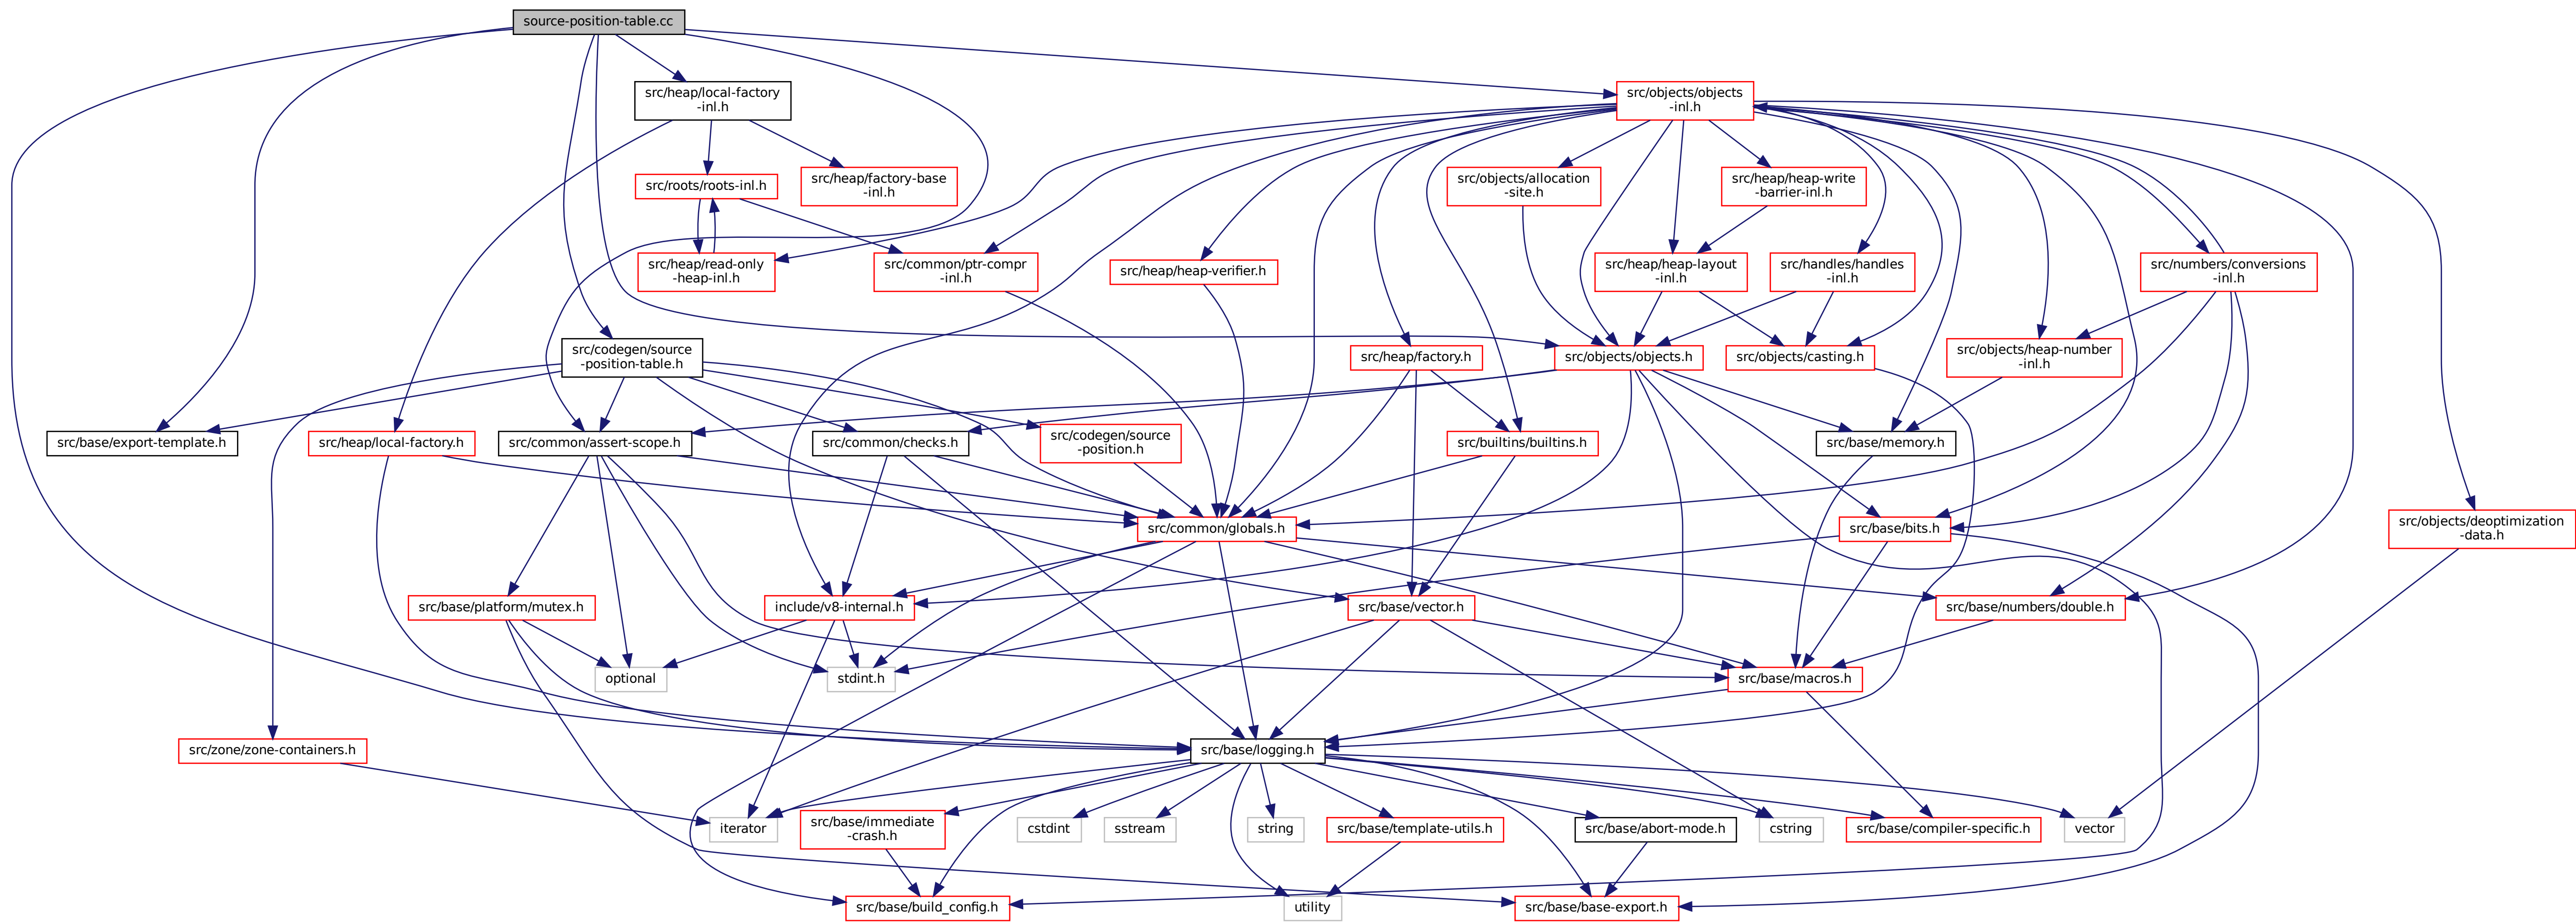 source-position-table.cc
src/heap/local-factory
-inl.h
src/objects/objects
-inl.h
src/roots/roots-inl.h
src/heap/factory-base
-inl.h
src/objects/allocation
-site.h
src/heap/heap-write
-barrier-inl.h
src/heap/read-only
-heap-inl.h
src/common/ptr-compr
-inl.h
src/heap/heap-verifier.h
src/heap/heap-layout
-inl.h
src/handles/handles
-inl.h
src/numbers/conversions
-inl.h
src/codegen/source
-position-table.h
src/heap/factory.h
src/objects/objects.h
src/objects/casting.h
src/objects/heap-number
-inl.h
src/base/export-template.h
src/heap/local-factory.h
src/common/assert-scope.h
src/common/checks.h
src/codegen/source
-position.h
src/builtins/builtins.h
src/base/memory.h
src/common/globals.h
src/base/bits.h
src/objects/deoptimization
-data.h
src/base/platform/mutex.h
include/v8-internal.h
src/base/vector.h
src/base/numbers/double.h
optional
stdint.h
src/base/macros.h
src/zone/zone-containers.h
src/base/logging.h
iterator
src/base/immediate
-crash.h
cstdint
sstream
string
src/base/template-utils.h
src/base/abort-mode.h
cstring
src/base/compiler-specific.h
vector
src/base/build_config.h
utility
src/base/base-export.h